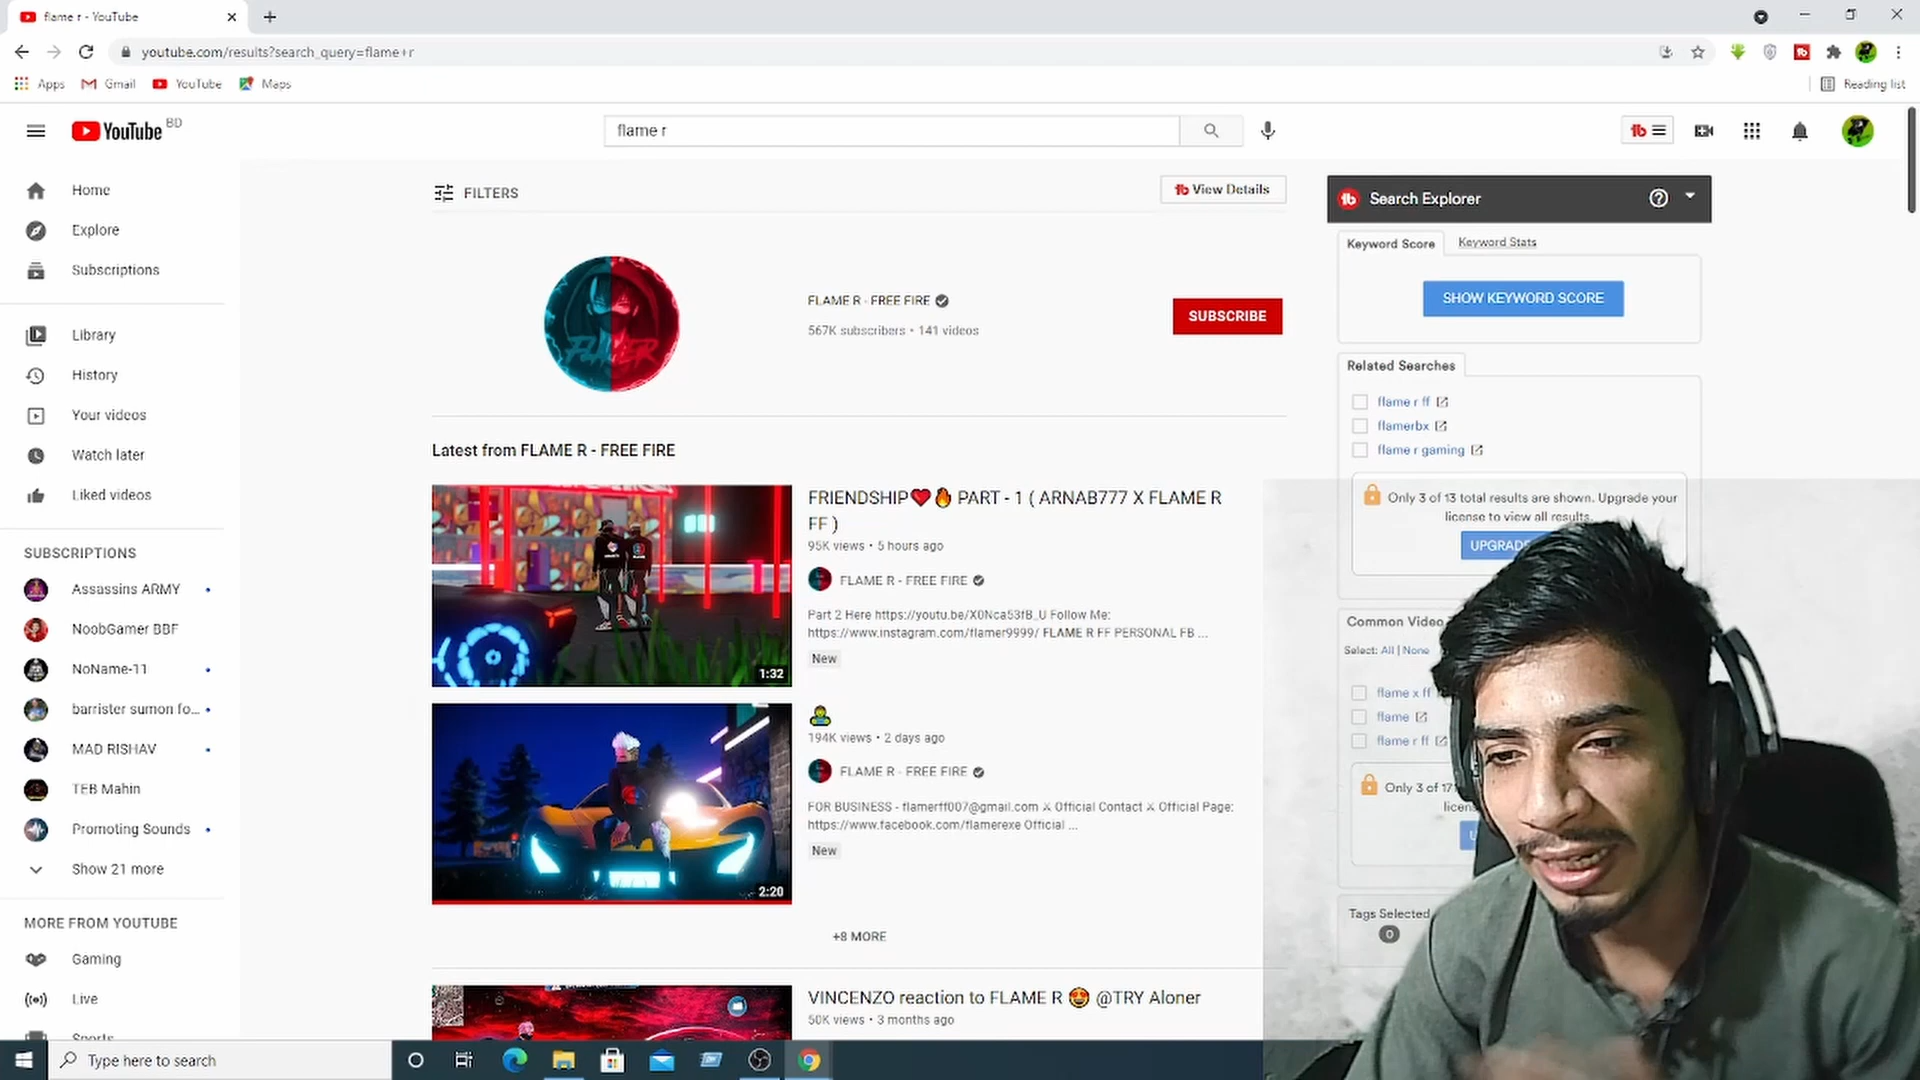 flame r - YouTube
youtube.com/results?search_query=flame+r
Apps
Gmail
YouTube
Maps
Reading list
YouTube BD
flame r
Home
Explore
Subscriptions
Library
History
Your videos
Watch later
Liked videos
SUBSCRIPTIONS
Assassins ARMY
NoobGamer BBF
NoName-11
barrister sumon fo...
MAD RISHAV
TEB Mahin
Promoting Sounds
Show 21 more
MORE FROM YOUTUBE
Gaming
Live
Sports
FILTERS
View Details
FLAME R - FREE FIRE
567K subscribers • 141 videos
SUBSCRIBE
Latest from FLAME R - FREE FIRE
FRIENDSHIP❤🔥 PART - 1 ( ARNAB777 X FLAME R
FF )
95K views • 5 hours ago
FLAME R - FREE FIRE
Part 2 Here https://youtu.be/X0Nca53fB_U Follow Me:
https://www.instagram.com/flamer9999/ FLAME R FF PERSONAL FB ...
New
1:32
194K views • 2 days ago
FLAME R - FREE FIRE
FOR BUSINESS - flamerff007@gmail.com X Official Contact X Official Page:
https://www.facebook.com/flamerexe Official ...
New
2:20
+8 MORE
VINCENZO reaction to FLAME R 😍 @TRY Aloner
50K views • 3 months ago
Search Explorer
Keyword Score
Keyword Stats
SHOW KEYWORD SCORE
Related Searches
flame r ff
flamerbx
flame r gaming
Only 3 of 13 total results are shown. Upgrade your
license to view all results.
UPGRADE
Common Video
Select: All | None
flame x ff
flame
flame r ff
Only 3 of 171
Tags Selected
0
Type here to search